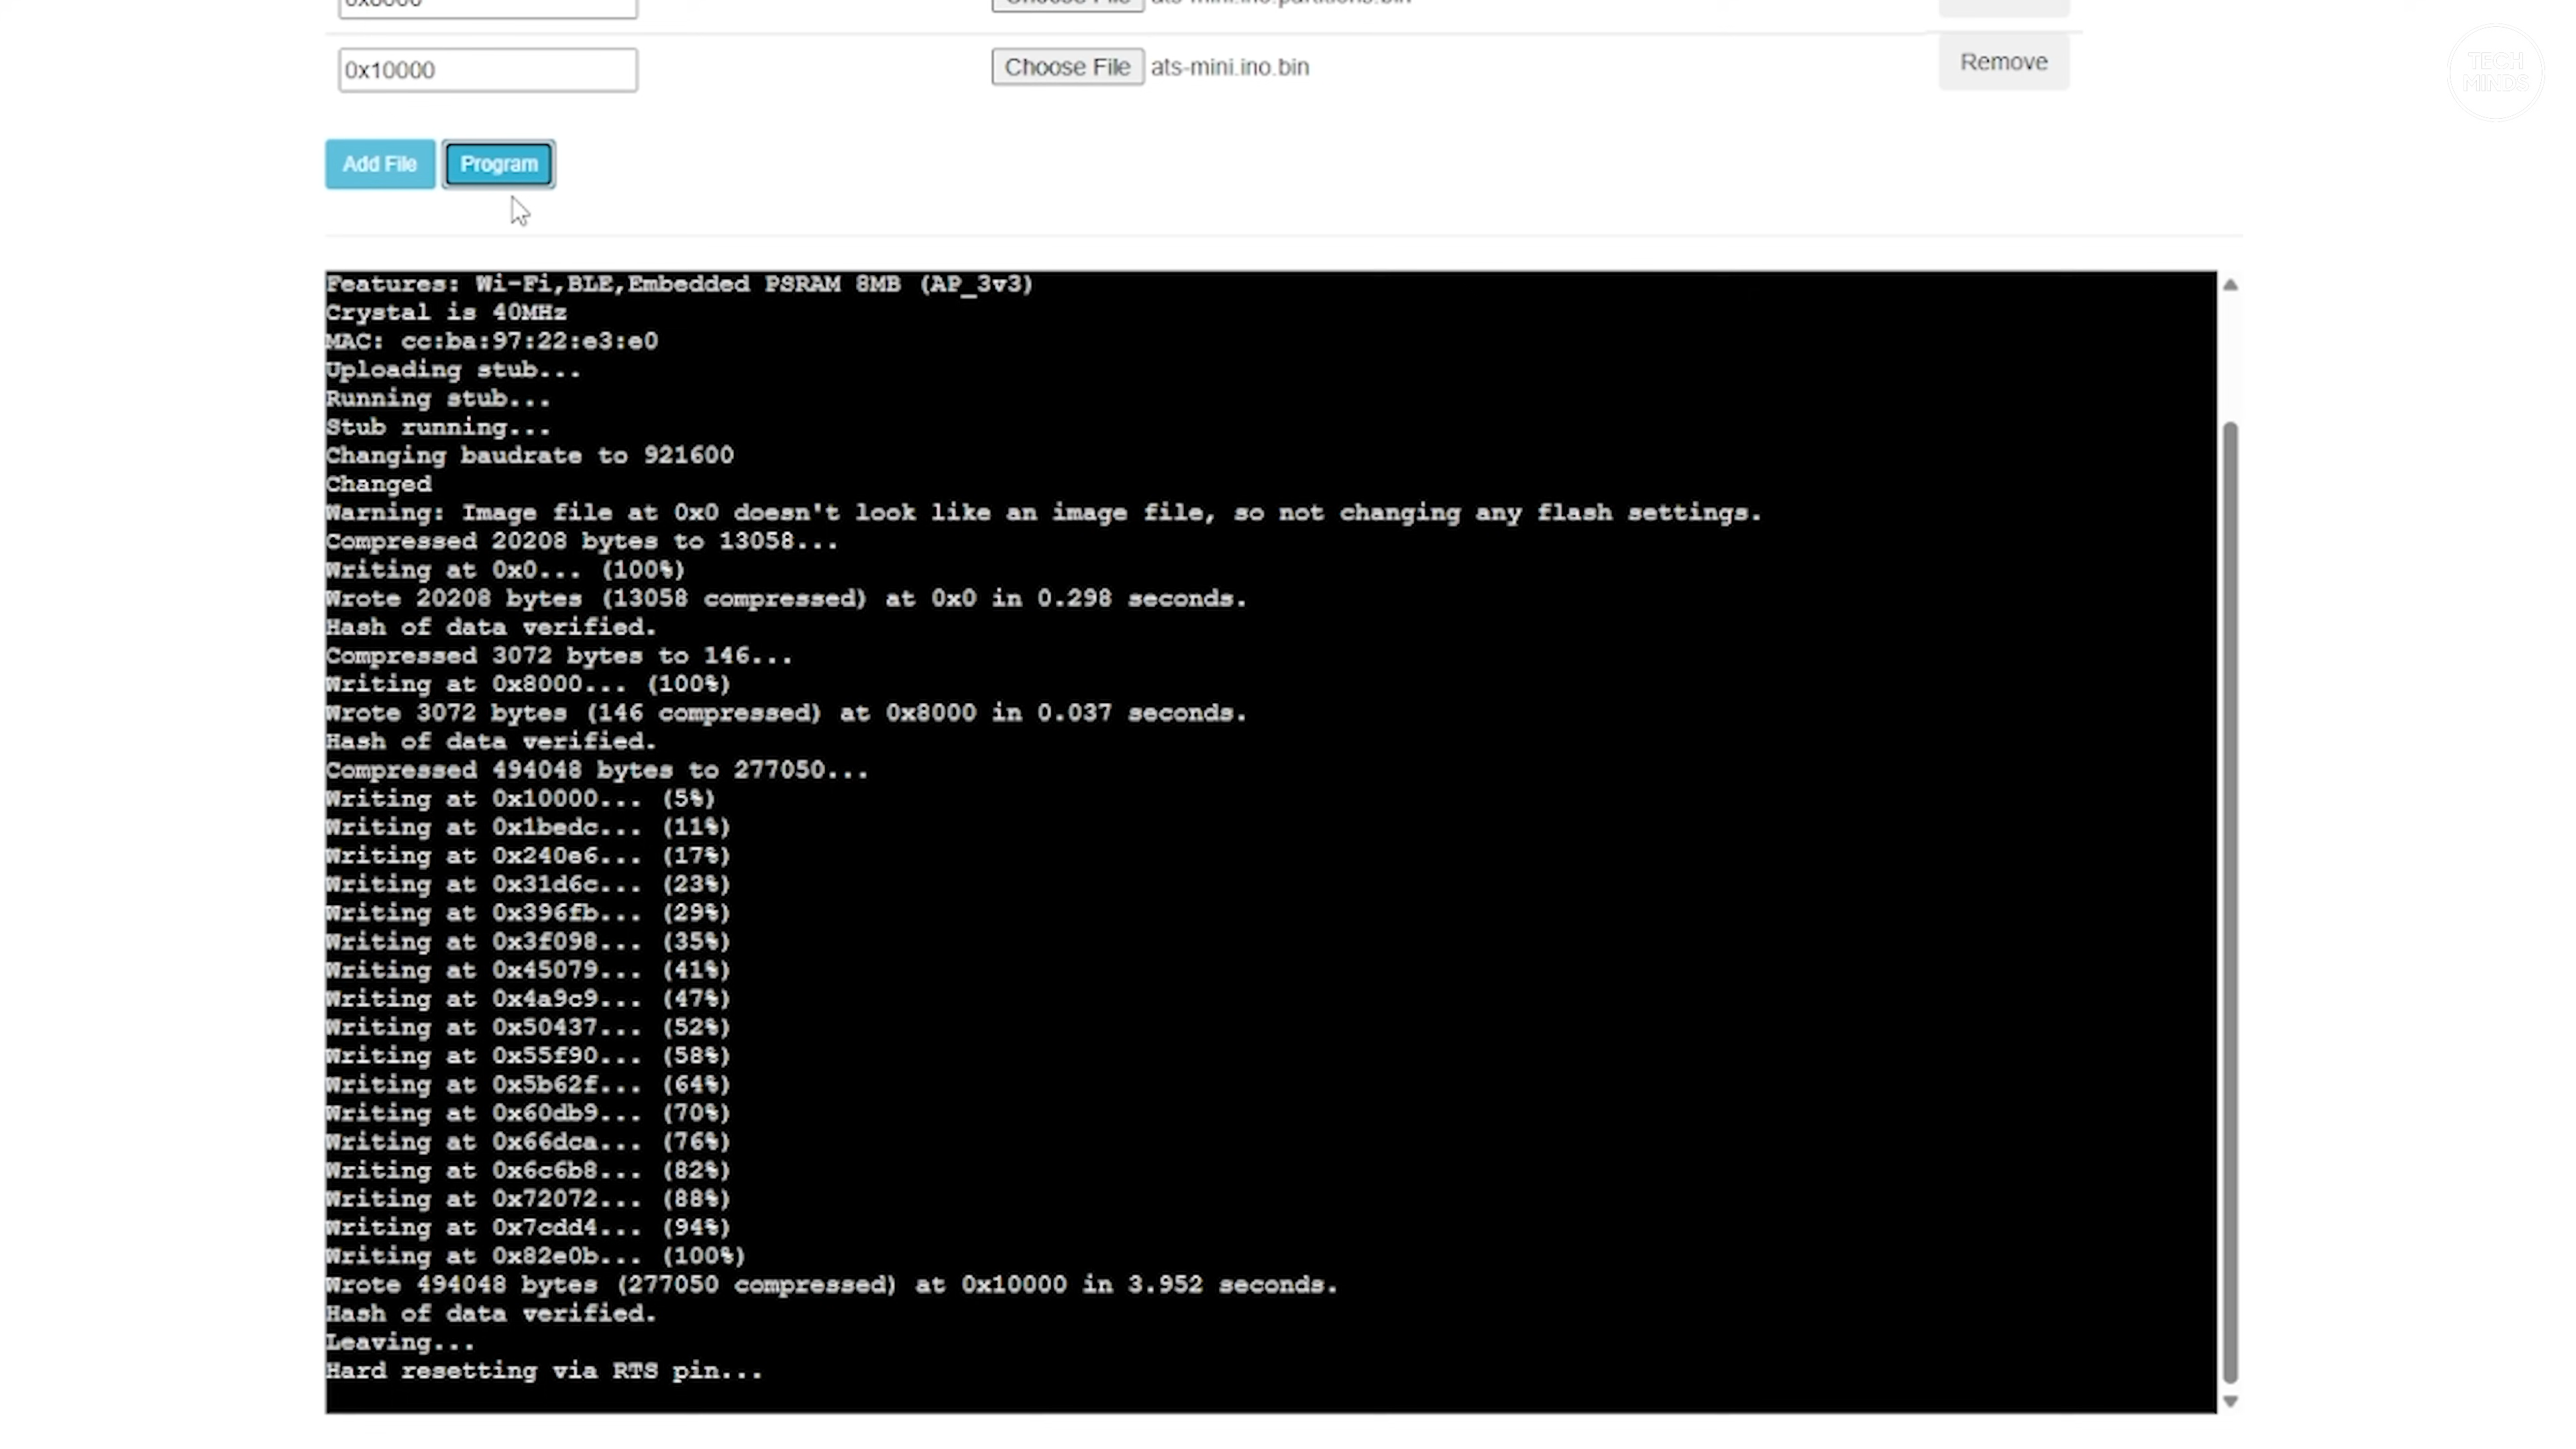 0x8000
Choose File ats-mini.ino.partitions.bin
0x10000
Choose File ats-mini.ino.bin
Remove
TECH
MINDS
Add File
Program
Features: Wi-Fi,BLE,Embedded PSRAM 8MB (AP_3v3)
Crystal is 40MHz
MAC: cc:ba:97:22:e3:e0
Uploading stub...
Running stub...
Stub running...
Changing baudrate to 921600
Changed
Warning: Image file at 0x0 doesn't look like an image file, so not changing any flash settings.
Compressed 20208 bytes to 13058...
Writing at 0x0... (100%)
Wrote 20208 bytes (13058 compressed) at 0x0 in 0.298 seconds.
Hash of data verified.
Compressed 3072 bytes to 146...
Writing at 0x8000... (100%)
Wrote 3072 bytes (146 compressed) at 0x8000 in 0.037 seconds.
Hash of data verified.
Compressed 494048 bytes to 277050...
Writing at 0x10000... (5%)
Writing at 0x1bedc... (11%)
Writing at 0x240e6... (17%)
Writing at 0x31d6c... (23%)
Writing at 0x396fb... (29%)
Writing at 0x3f098... (35%)
Writing at 0x45079... (41%)
Writing at 0x4a9c9... (47%)
Writing at 0x50437... (52%)
Writing at 0x55f90... (58%)
Writing at 0x5b62f... (64%)
Writing at 0x60db9... (70%)
Writing at 0x66dca... (76%)
Writing at 0x6c6b8... (82%)
Writing at 0x72072... (88%)
Writing at 0x7cdd4... (94%)
Writing at 0x82e0b... (100%)
Wrote 494048 bytes (277050 compressed) at 0x10000 in 3.952 seconds.
Hash of data verified.
Leaving...
Hard resetting via RTS pin...